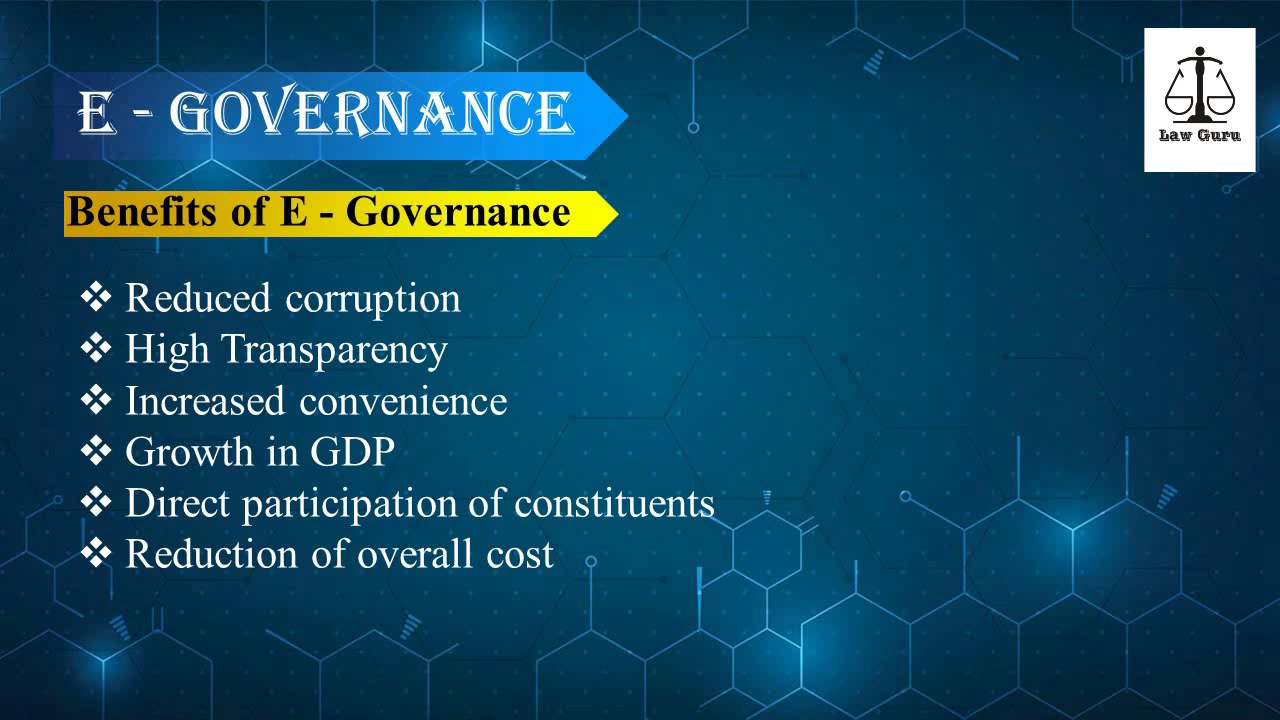 E - GOVERNANCE
Law Guru
Benefits of E - Governance
❖ Reduced corruption
❖ High Transparency
❖ Increased convenience
❖ Growth in GDP
❖ Direct participation of constituents
❖ Reduction of overall cost